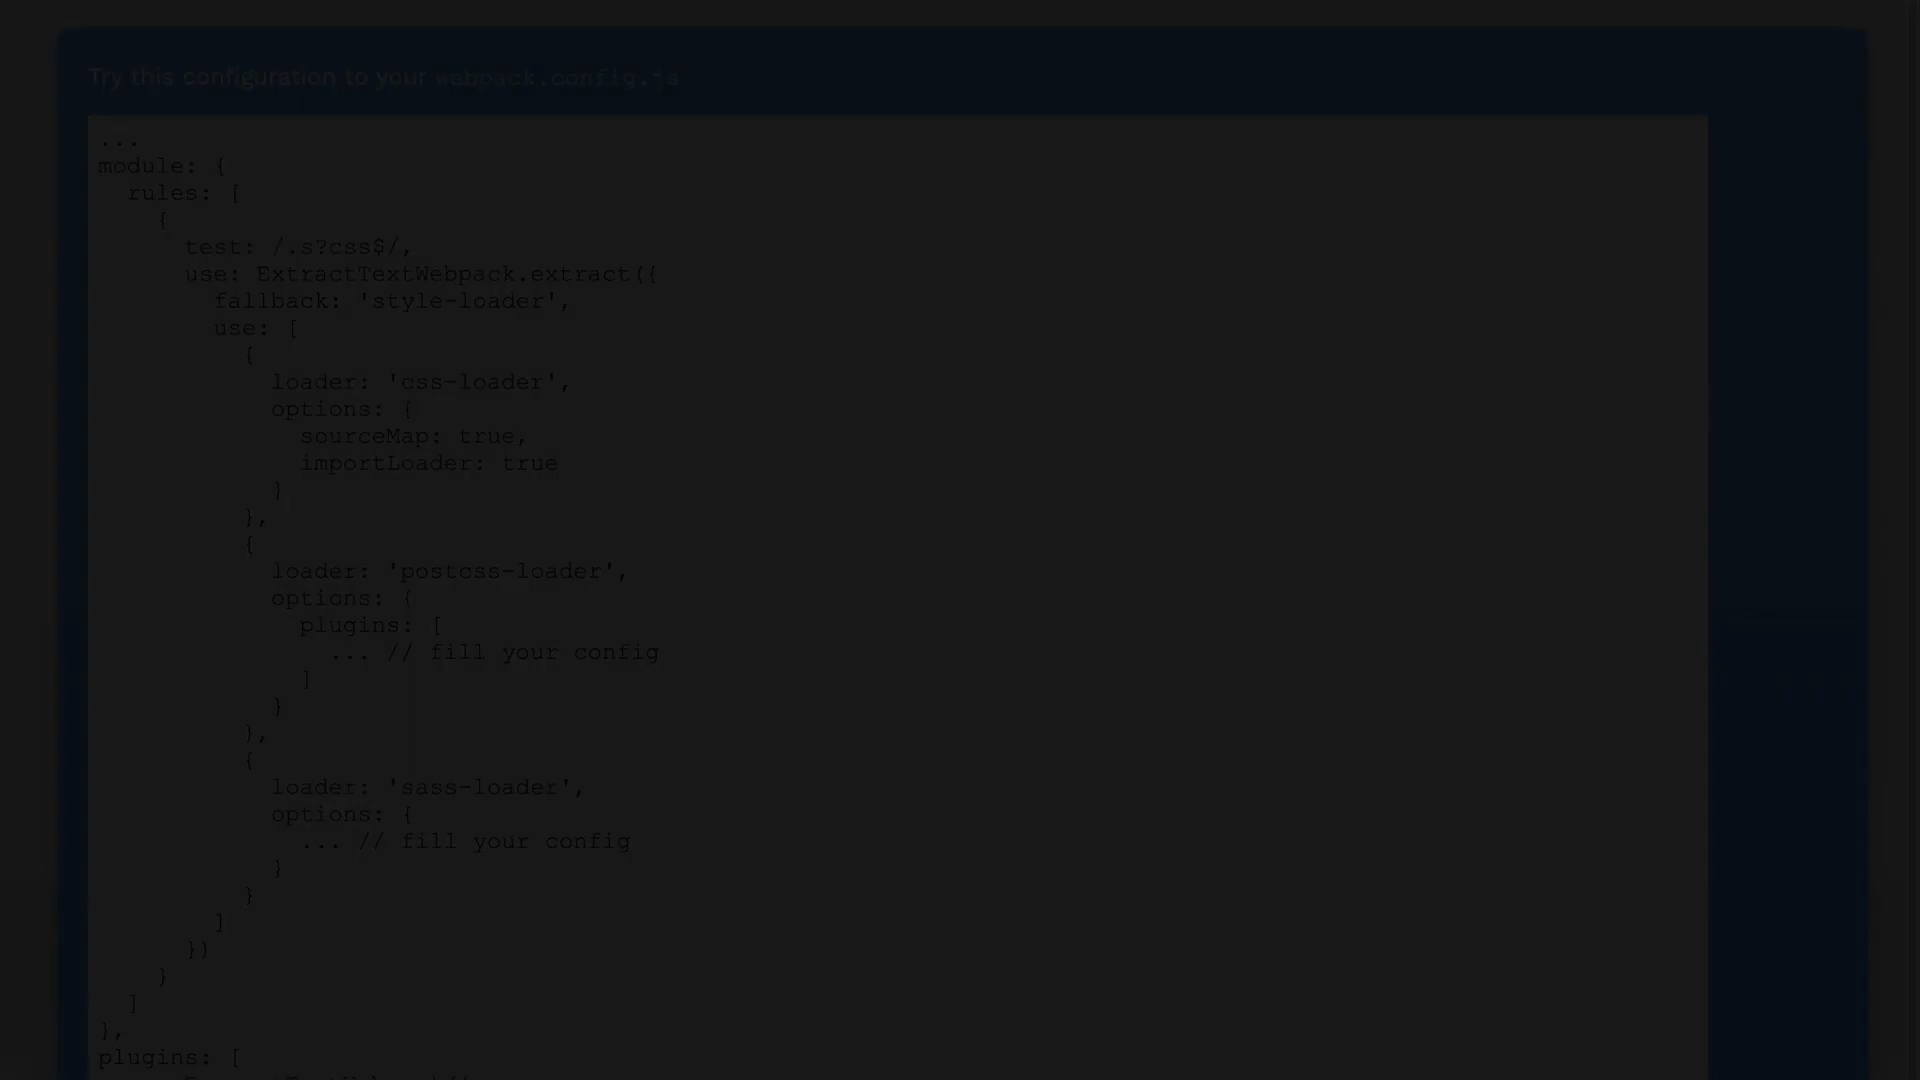 Try this configuration to your webpack.config.js
...
module: {
  rules: [
    {
      test: /.s?css$/,
      use: ExtractTextWebpack.extract({
        fallback: 'style-loader',
        use: [
          {
            loader: 'css-loader',
            options: {
              sourceMap: true,
              importLoader: true
            }
          },
          {
            loader: 'postcss-loader',
            options: {
              plugins: [
                ... // fill your config
              ]
            }
          },
          {
            loader: 'sass-loader',
            options: {
              ... // fill your config
            }
          }
        ]
      })
    }
  ]
},
plugins: [